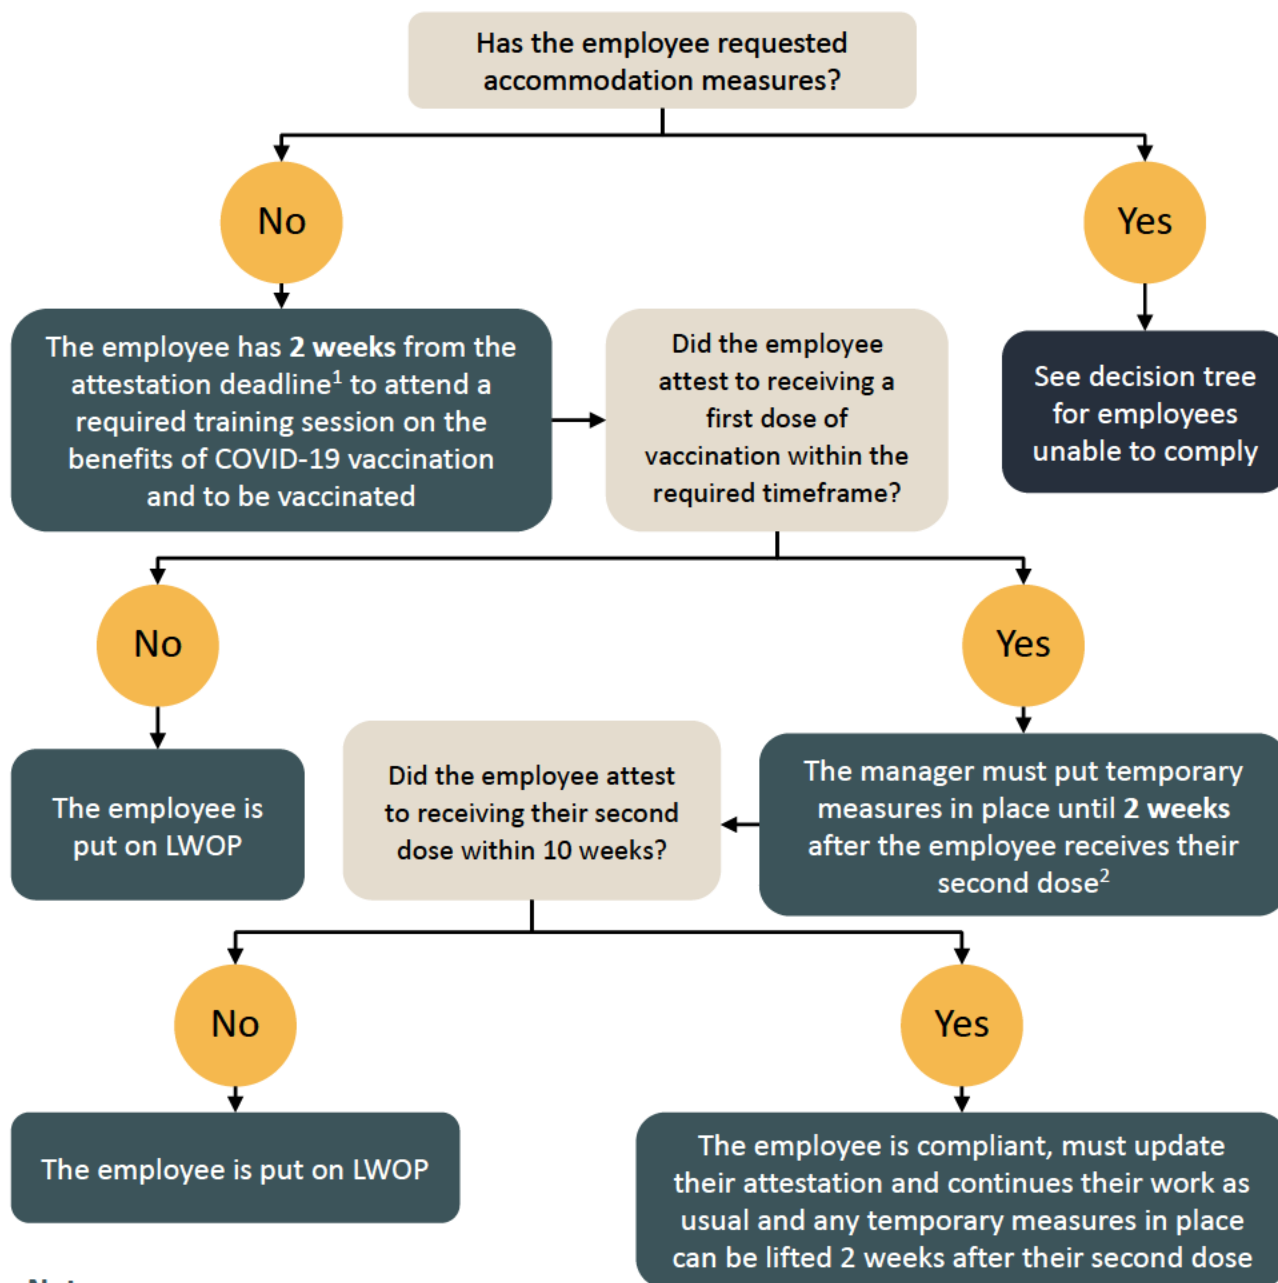 Has the employee requested
accommodation measures?
No
Yes
The employee has 2 weeks from the
attestation deadline¹ to attend a
required training session on the
benefits of COVID-19 vaccination
and to be vaccinated
Did the employee
attest to receiving a
first dose of
vaccination within the
required timeframe?
See decision tree
for employees
unable to comply
No
Yes
The employee is
put on LWOP
Did the employee attest
to receiving their second
dose within 10 weeks?
The manager must put temporary
measures in place until 2 weeks
after the employee receives their
second dose²
No
Yes
The employee is put on LWOP
The employee is compliant, must update
their attestation and continues their work as
usual and any temporary measures in place
can be lifted 2 weeks after their second dose